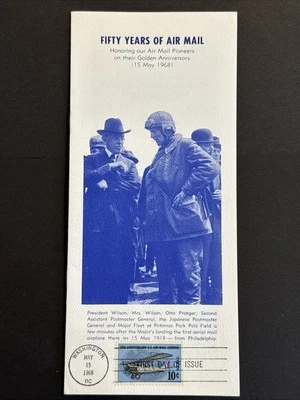 FIFTY YEARS OF AIR MAIL
Honoring our Air Mail Pioneers
on their Golden Anniversary
(15 May 1968)
President Wilson, Mrs. Wilson, Otto Praeger, Second
Assistant Postmaster General, the Japanese Postmaster
General and Major Fleet at Potomac Park Polo Field a
few minutes after the Major's landing the first aerial mail
airplane there on 15 May 1918 — from Philadelphia.
WASHINGTON
MAY
15
1968
DC
FIRST DAY OF ISSUE
10¢